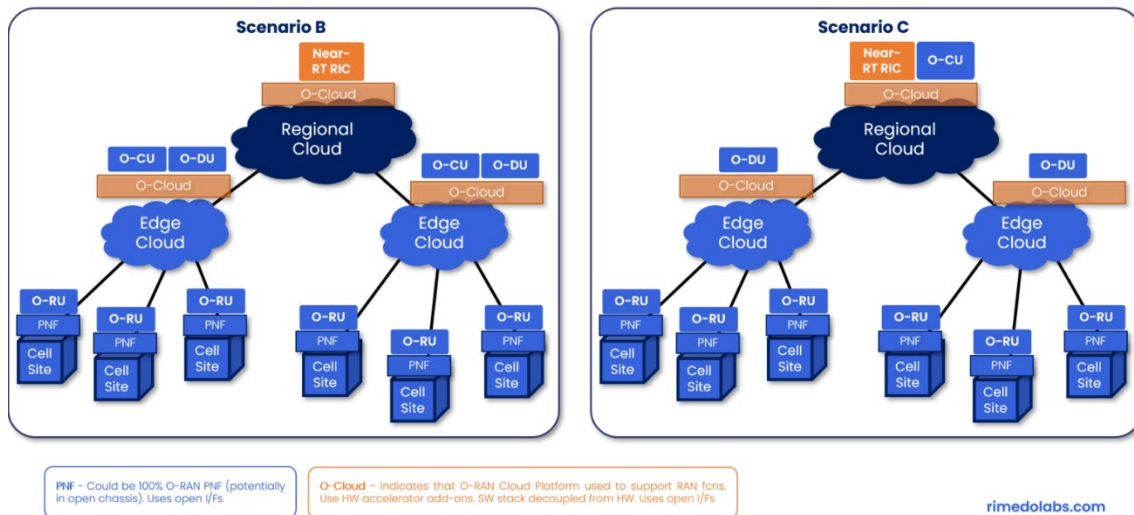 Scenario B
Near-
RT RIC
O-Cloud
Regional
Cloud
O-CU
O-DU
O-Cloud
Edge
Cloud
O-CU
O-DU
O-Cloud
Edge
Cloud
O-RU
PNF
Cell
Site
O-RU
PNF
Cell
Site
O-RU
PNF
Cell
Site
O-RU
PNF
Cell
Site
O-RU
PNF
Cell
Site
O-RU
PNF
Cell
Site
Scenario C
Near-
RT RIC
O-CU
O-Cloud
Regional
Cloud
O-DU
O-Cloud
Edge
Cloud
O-DU
O-Cloud
Edge
Cloud
O-RU
PNF
Cell
Site
O-RU
PNF
Cell
Site
O-RU
PNF
Cell
Site
O-RU
PNF
Cell
Site
O-RU
PNF
Cell
Site
O-RU
PNF
Cell
Site
PNF - Could be 100% O-RAN PNF (potentially
in open chassis). Uses open I/Fs
O-Cloud - Indicates that O-RAN Cloud Platform used to support RAN fcns.
Use HW accelerator add-ons. SW stack decoupled from HW. Uses open I/Fs
rimedolabs.com